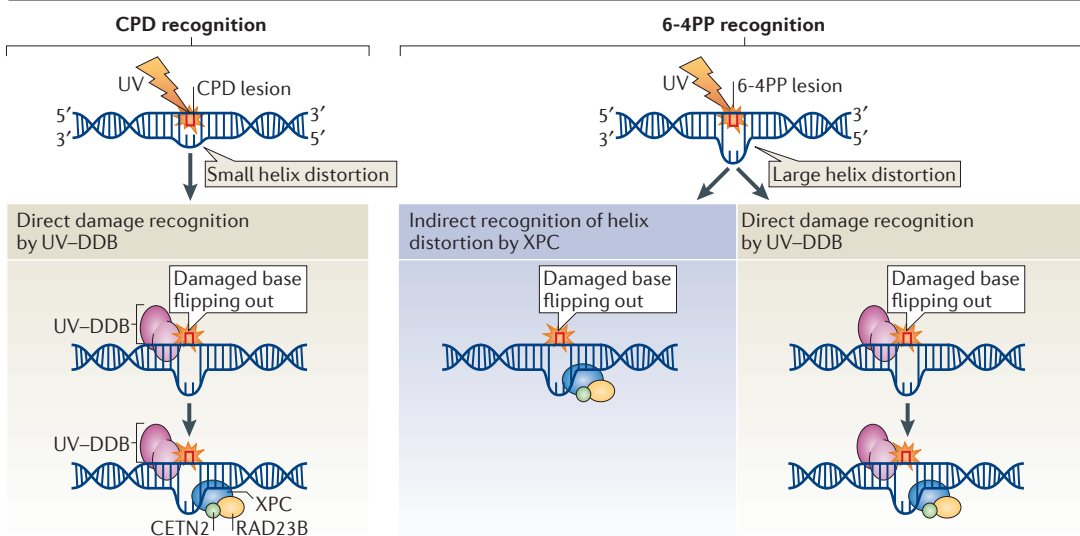 CPD recognition
UV
CPD lesion
5′
3′
3′
5′
Small helix distortion
Direct damage recognition
by UV–DDB
Damaged base
flipping out
UV–DDB
UV–DDB
XPC
CETN2
RAD23B
6-4PP recognition
UV
6-4PP lesion
5′
3′
3′
5′
Large helix distortion
Indirect recognition of helix
distortion by XPC
Damaged base
flipping out
Direct damage recognition
by UV–DDB
Damaged base
flipping out